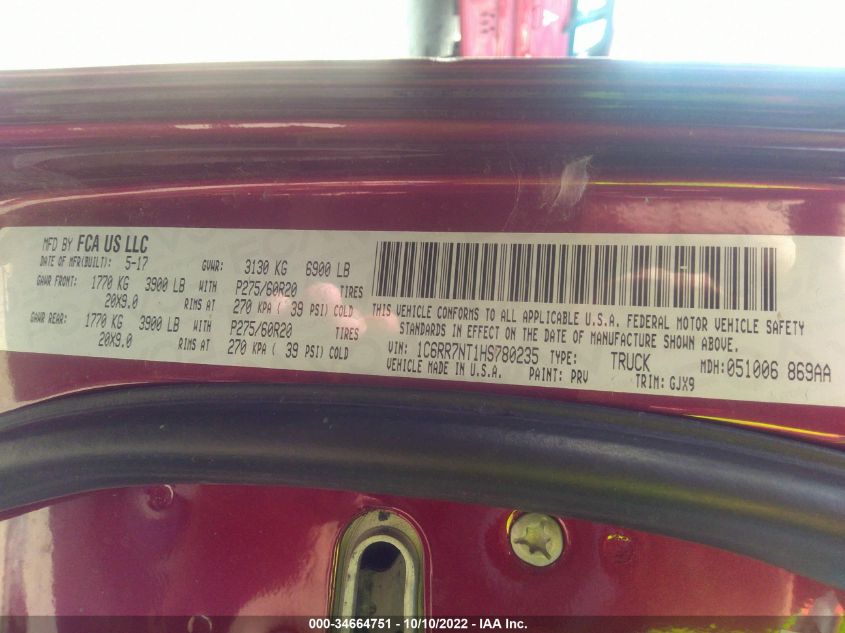 MFD BY FCA US LLC
DATE OF MFR(BUILT): 5-17 GVWR: 3130 KG 6900 LB
GAWR FRONT: 1770 KG 3900 LB WITH P275/60R20 TIRES
20X9.0 RIMS AT 270 KPA ( 39 PSI) COLD
GAWR REAR: 1770 KG 3900 LB WITH P275/60R20 TIRES
20X9.0 RIMS AT 270 KPA ( 39 PSI) COLD
THIS VEHICLE CONFORMS TO ALL APPLICABLE U.S.A. FEDERAL MOTOR VEHICLE SAFETY
STANDARDS IN EFFECT ON THE DATE OF MANUFACTURE SHOWN ABOVE.
VIN: 1C6RR7NT1HS780235 TYPE: TRUCK MDH:051006 869AA
VEHICLE MADE IN U.S.A. PAINT: PRV TRIM: GJX9
000-34664751 - 10/10/2022 - IAA Inc.